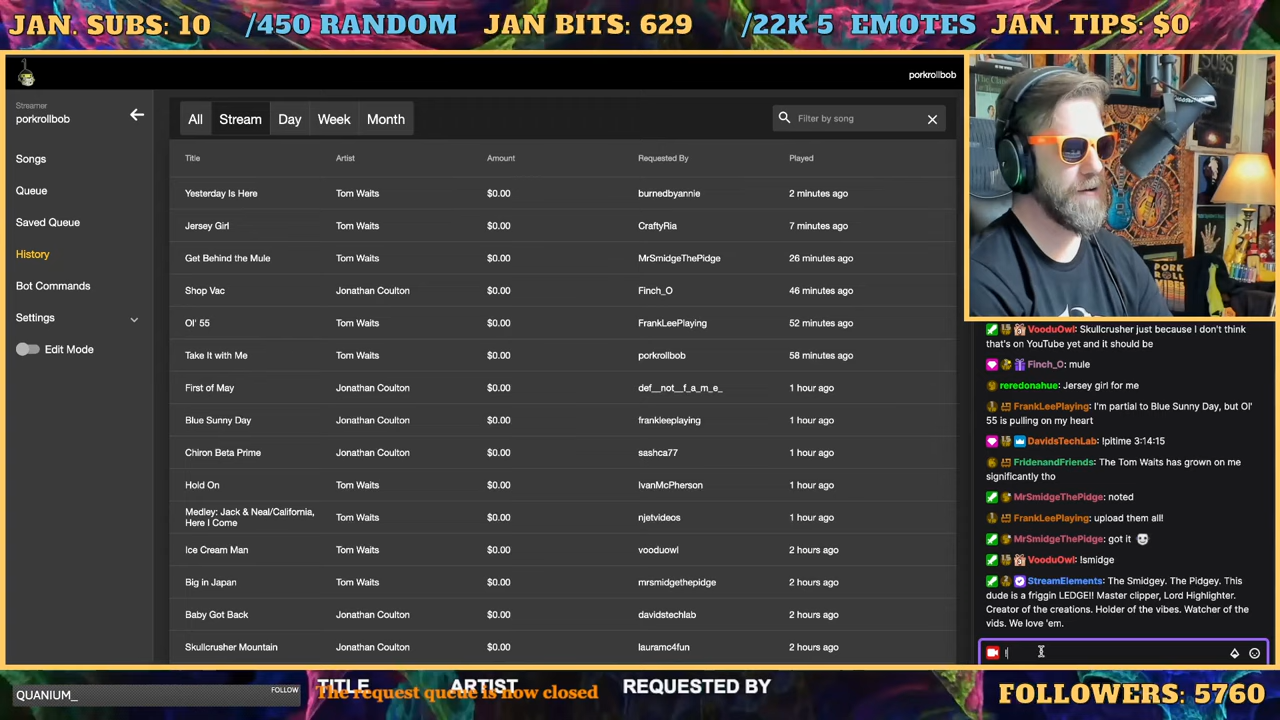 JAN. SUBS: 10 /450 RANDOM JAN BITS: 629 /22K 5 EMOTES JAN. TIPS: $0
porkrollbob
Streamer
porkrollbob
Songs
Queue
Saved Queue
History
Bot Commands
Settings
Edit Mode
All Stream Day Week Month
Filter by song
Title Artist Amount Requested By Played
Yesterday Is Here Tom Waits $0.00 burnedbyannie 2 minutes ago
Jersey Girl Tom Waits $0.00 CraftyRia 7 minutes ago
Get Behind the Mule Tom Waits $0.00 MrSmidgeThePidge 26 minutes ago
Shop Vac Jonathan Coulton $0.00 Finch_O 46 minutes ago
Ol' 55 Tom Waits $0.00 FrankLeePlaying 52 minutes ago
Take It with Me Tom Waits $0.00 porkrollbob 58 minutes ago
First of May Jonathan Coulton $0.00 def__not__f_a_m_e_ 1 hour ago
Blue Sunny Day Jonathan Coulton $0.00 frankleeplaying 1 hour ago
Chiron Beta Prime Jonathan Coulton $0.00 sashca77 1 hour ago
Hold On Tom Waits $0.00 IvanMcPherson 1 hour ago
Medley: Jack & Neal/California,
Here I Come Tom Waits $0.00 njetvideos 1 hour ago
Ice Cream Man Tom Waits $0.00 vooduowl 2 hours ago
Big in Japan Tom Waits $0.00 mrsmidgethepidge 2 hours ago
Baby Got Back Jonathan Coulton $0.00 davidstechlab 2 hours ago
Skullcrusher Mountain Jonathan Coulton $0.00 lauramc4fun 2 hours ago
PORK
ROLL
VooduOwl: Skullcrusher just because I don't think
that's on YouTube yet and it should be
Finch_O: mule
reredonahue: Jersey girl for me
FrankLeePlaying: I'm partial to Blue Sunny Day, but Ol'
55 is pulling on my heart
DavidsTechLab: !pitime 3:14:15
FridenandFriends: The Tom Waits has grown on me
significantly tho
MrSmidgeThePidge: noted
FrankLeePlaying: upload them all!
MrSmidgeThePidge: got it
VooduOwl: !smidge
StreamElements: The Smidgey. The Pidgey. This
dude is a friggin LEDGE!! Master clipper, Lord Highlighter.
Creator of the creations. Holder of the vibes. Watcher of the
vids. We love 'em.
!
QUANIUM_ FOLLOW
TITLE ARTIST REQUESTED BY
The request queue is now closed
FOLLOWERS: 5760